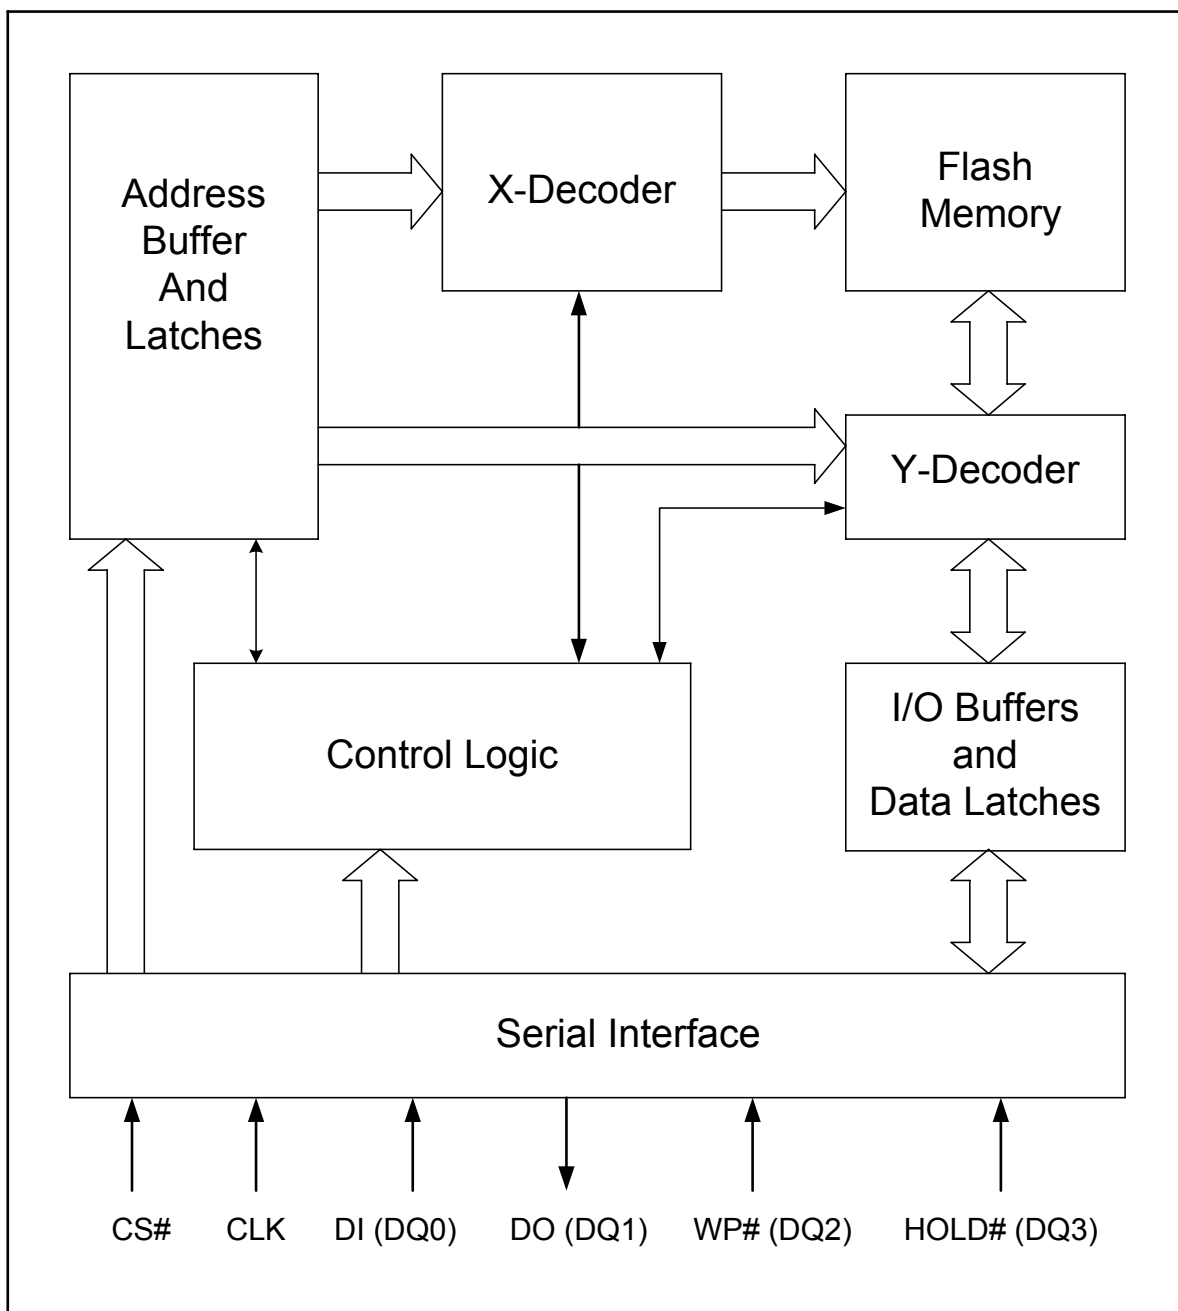 Address
Buffer
And
Latches
X-Decoder
Flash
Memory
Y-Decoder
Control Logic
I/O Buffers
and
Data Latches
Serial Interface
CS#
CLK
DI (DQ0)
DO (DQ1)
WP# (DQ2)
HOLD# (DQ3)